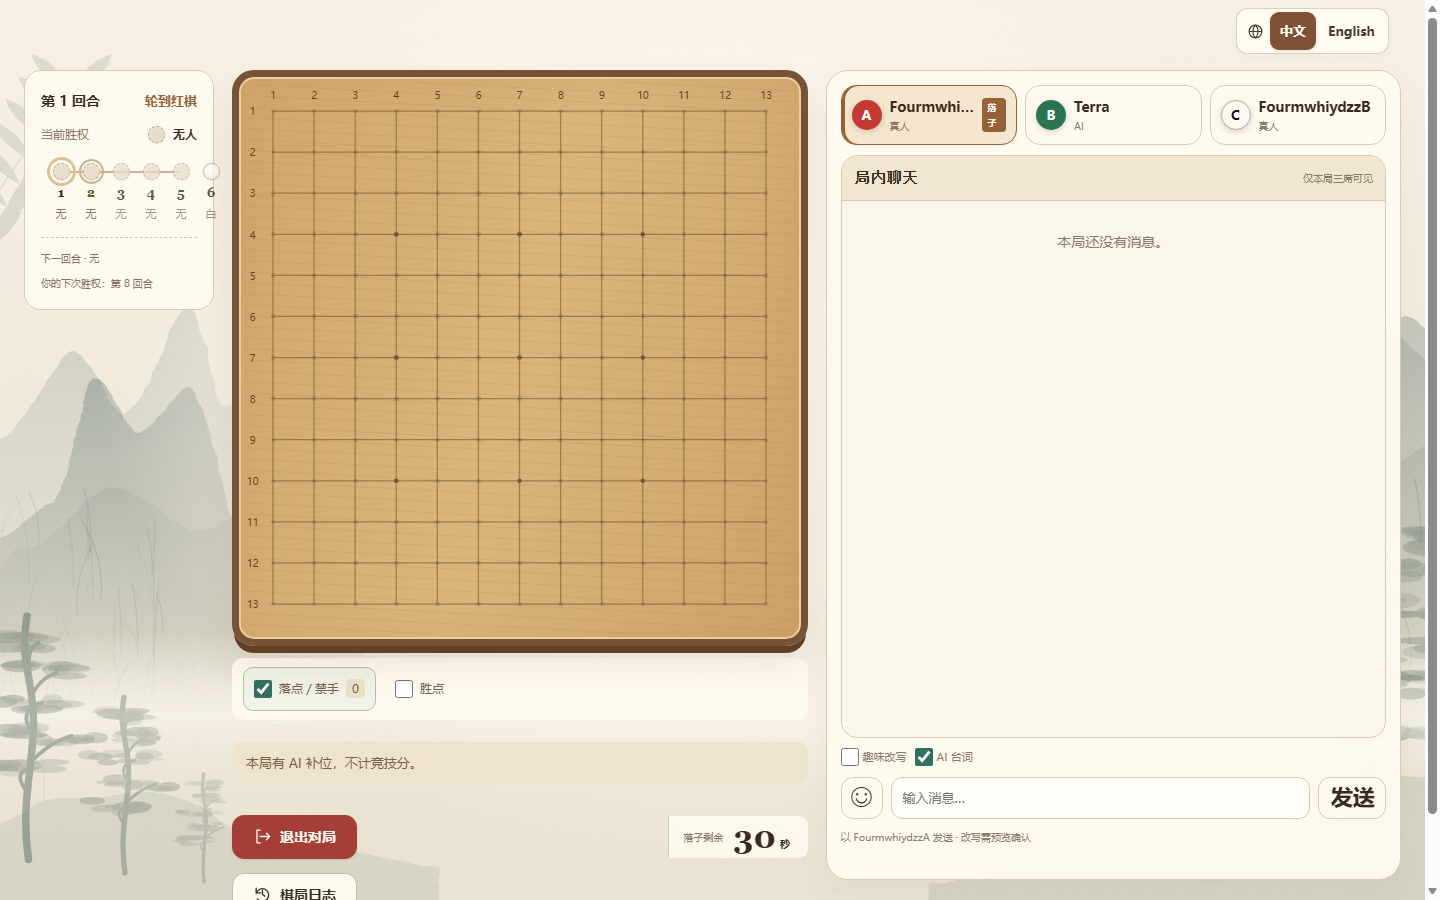 中文 English
第 1 回合 轮到红棋
当前胜权 无人
1 2 3 4 5 6
无 无 无 无 无 白
下一回合 · 无
你的下次胜权：第 8 回合
1 2 3 4 5 6 7 8 9 10 11 12 13
1
2
3
4
5
6
7
8
9
10
11
12
13
落点 / 禁手 0 胜点
本局有 AI 补位，不计竞技分。
退出对局 落子剩余 30 秒
棋局日志
A Fourmwhi... 真人 落子
B Terra AI
C FourmwhiydzzB 真人
局内聊天 仅本局三席可见
本局还没有消息。
趣味改写 AI 台词
输入消息... 发送
以 FourmwhiydzzA 发送 · 改写需预览确认